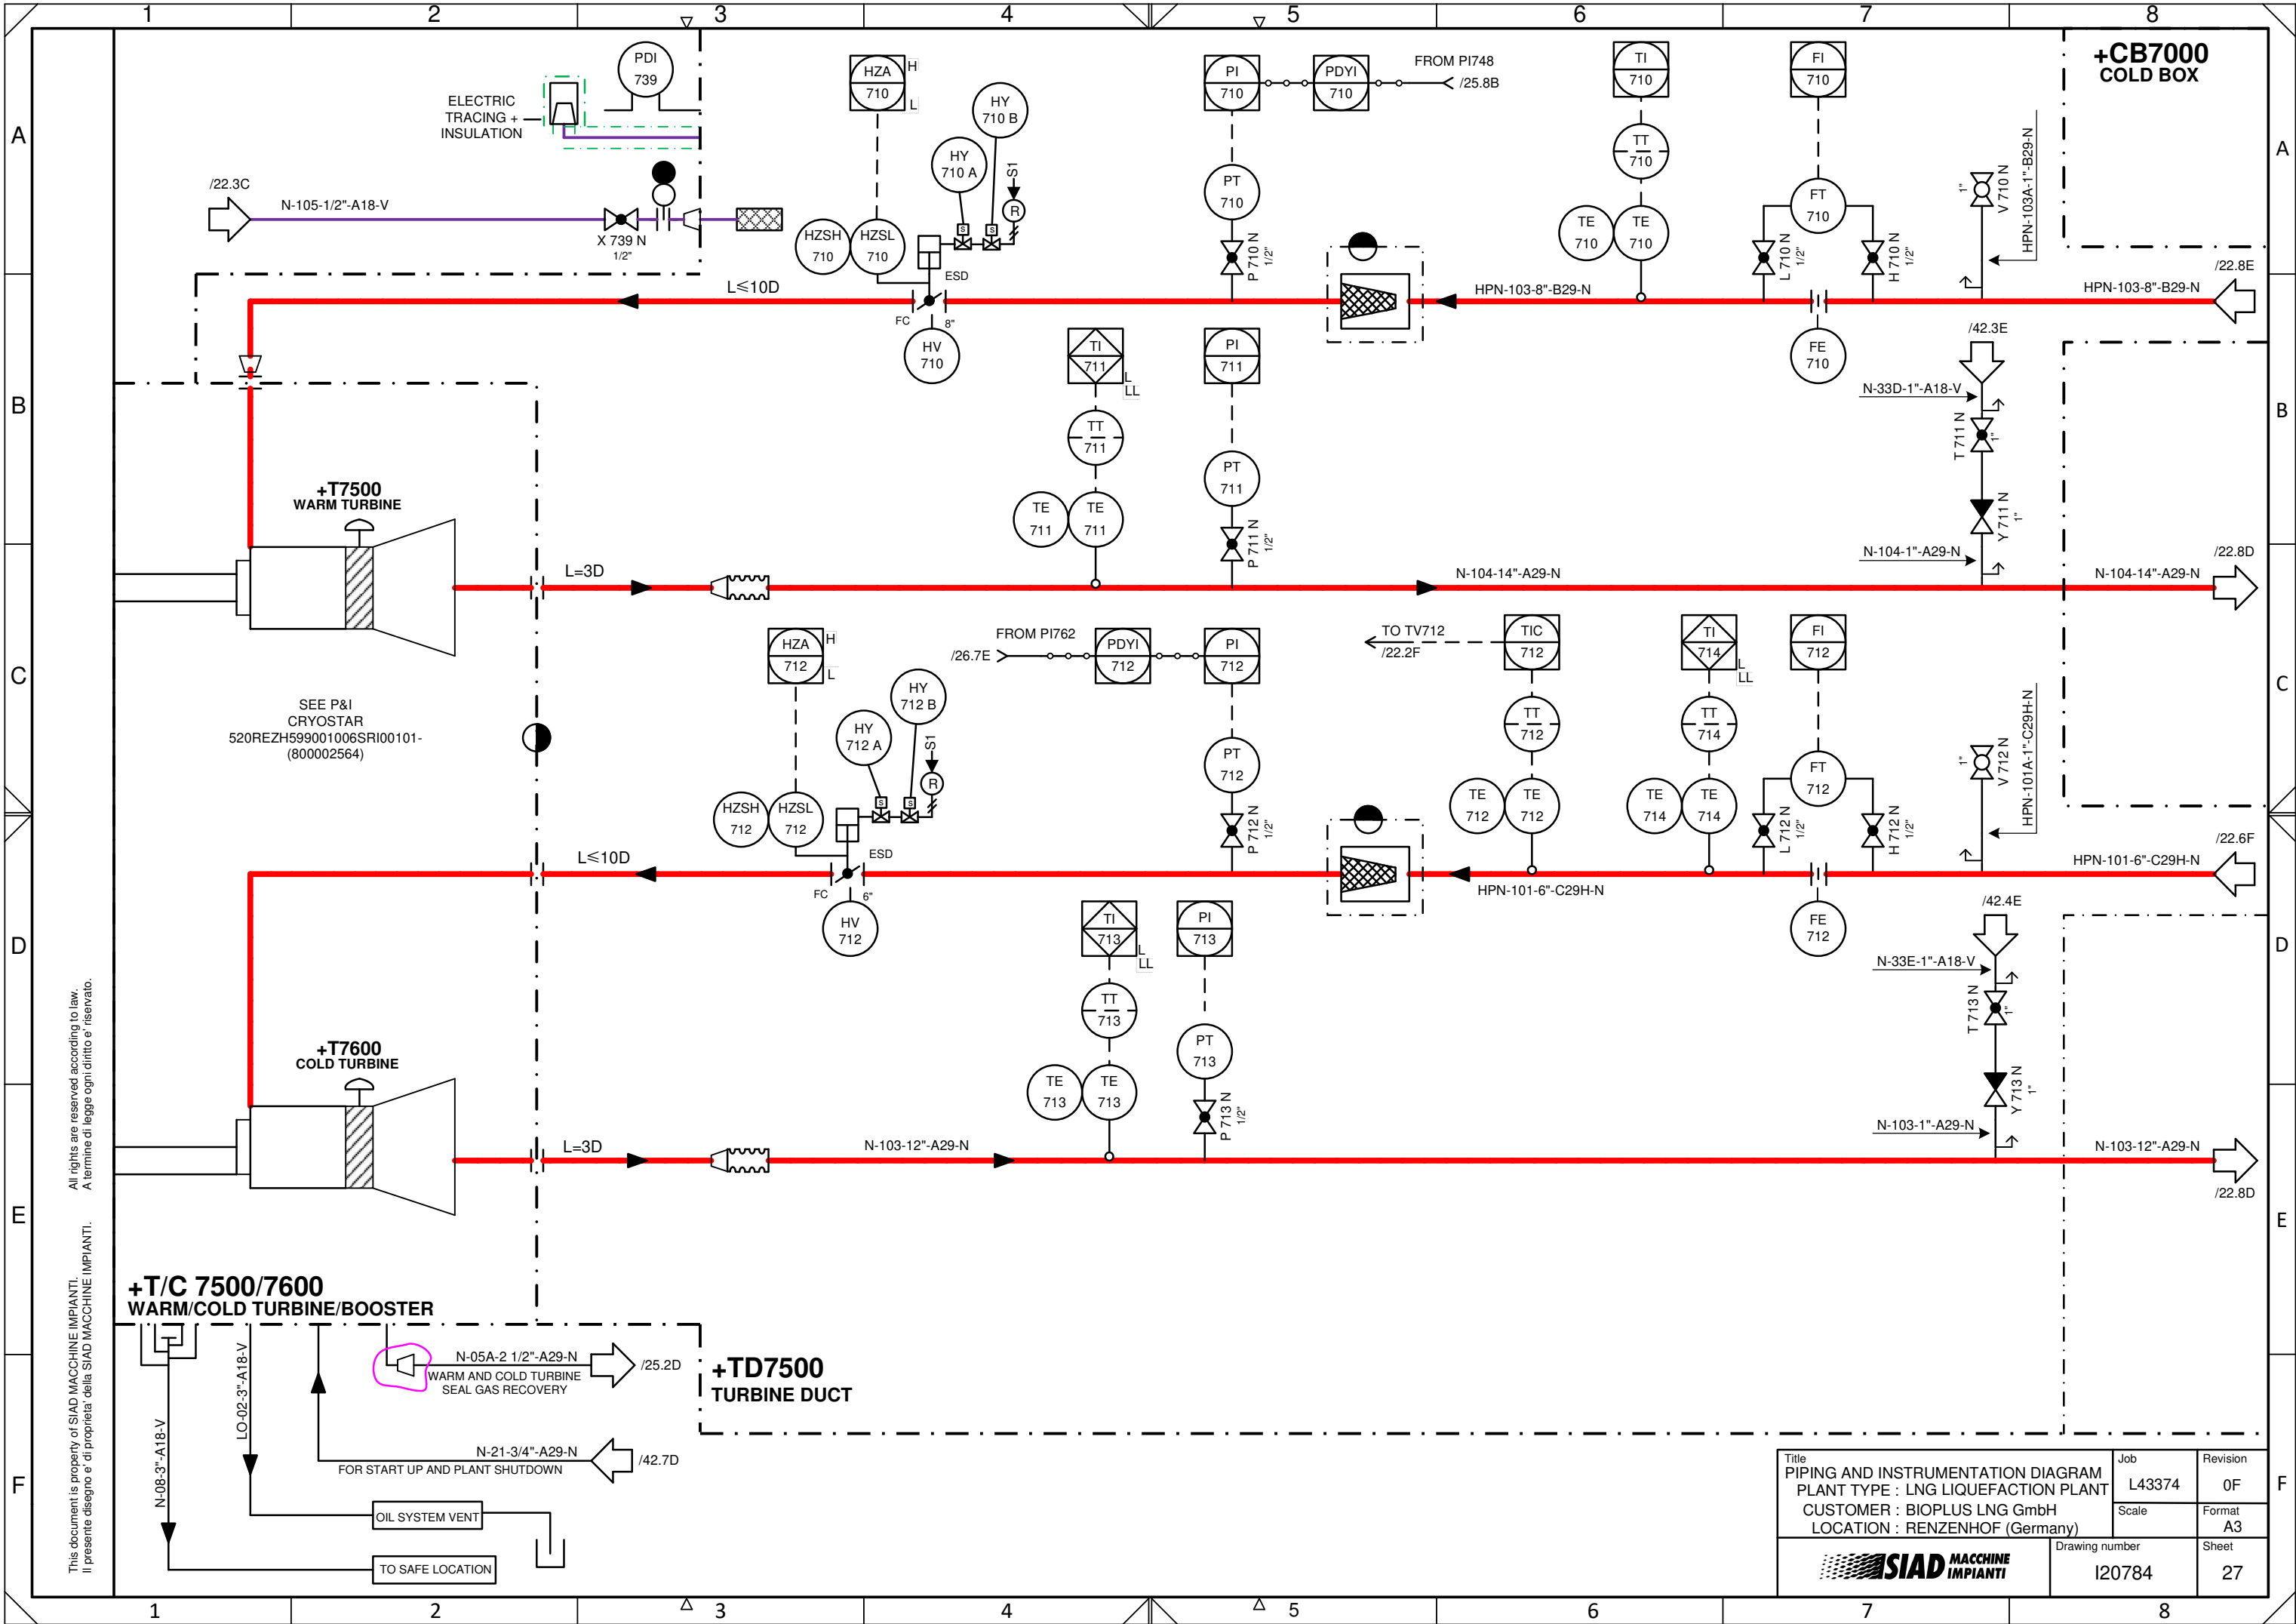 1 2 3 4 5 6 7 8
A
B
C
D
E
F
+CB7000
COLD BOX
PDI
739
ELECTRIC
TRACING +
INSULATION
/22.3C
N-105-1/2"-A18-V
X 739 N
1/2"
HZA
710
H
L
HY
710 A
HY
710 B
S1
R
S
S
HZSH
710
HZSL
710
ESD
FC
8"
HV
710
L≤10D
PI
710
PDYI
710
FROM PI748
/25.8B
PT
710
P 710 N
1/2"
TI
710
TT
710
TE
710
TE
710
HPN-103-8"-B29-N
FI
710
FT
710
L 710 N
1/2"
H 710 N
1/2"
FE
710
1"
V 710 N
HPN-103A-1"-B29-N
/22.8E
HPN-103-8"-B29-N
TI
711
L
LL
TT
711
TE
711
TE
711
PI
711
PT
711
P 711 N
1/2"
/42.3E
N-33D-1"-A18-V
T 711 N
1"
Y 711 N
1"
N-104-1"-A29-N
+T7500
WARM TURBINE
L=3D
N-104-14"-A29-N
/22.8D
N-104-14"-A29-N
SEE P&I
CRYOSTAR
520REZH599001006SRI00101-
(800002564)
HZA
712
H
L
HY
712 A
HY
712 B
S1
R
S
S
HZSH
712
HZSL
712
ESD
FC
6"
HV
712
L≤10D
FROM PI762
/26.7E
PDYI
712
PI
712
PT
712
P 712 N
1/2"
TO TV712
/22.2F
TIC
712
TT
712
TE
712
TE
712
TI
714
L
LL
TT
714
TE
714
TE
714
HPN-101-6"-C29H-N
FI
712
FT
712
L 712 N
1/2"
H 712 N
1/2"
FE
712
1"
V 712 N
HPN-101A-1"-C29H-N
/22.6F
HPN-101-6"-C29H-N
TI
713
L
LL
TT
713
TE
713
TE
713
PI
713
PT
713
P 713 N
1/2"
/42.4E
N-33E-1"-A18-V
T 713 N
1"
Y 713 N
1"
N-103-1"-A29-N
+T7600
COLD TURBINE
L=3D
N-103-12"-A29-N
N-103-12"-A29-N
/22.8D
+T/C 7500/7600
WARM/COLD TURBINE/BOOSTER
N-08-3"-A18-V
LO-02-3"-A18-V
N-05A-2 1/2"-A29-N
WARM AND COLD TURBINE
SEAL GAS RECOVERY
/25.2D
N-21-3/4"-A29-N
FOR START UP AND PLANT SHUTDOWN
/42.7D
OIL SYSTEM VENT
TO SAFE LOCATION
+TD7500
TURBINE DUCT
This document is property of SIAD MACCHINE IMPIANTI. All rights are reserved according to law.
Il presente disegno e' di proprieta' della SIAD MACCHINE IMPIANTI. A termine di legge ogni diritto e' riservato.
Title
PIPING AND INSTRUMENTATION DIAGRAM
PLANT TYPE : LNG LIQUEFACTION PLANT
CUSTOMER : BIOPLUS LNG GmbH
LOCATION : RENZENHOF (Germany)
Job
L43374
Revision
0F
Scale
Format
A3
SIAD MACCHINE
IMPIANTI
Drawing number
I20784
Sheet
27
A
B
C
D
E
F
1 2 3 4 5 6 7 8